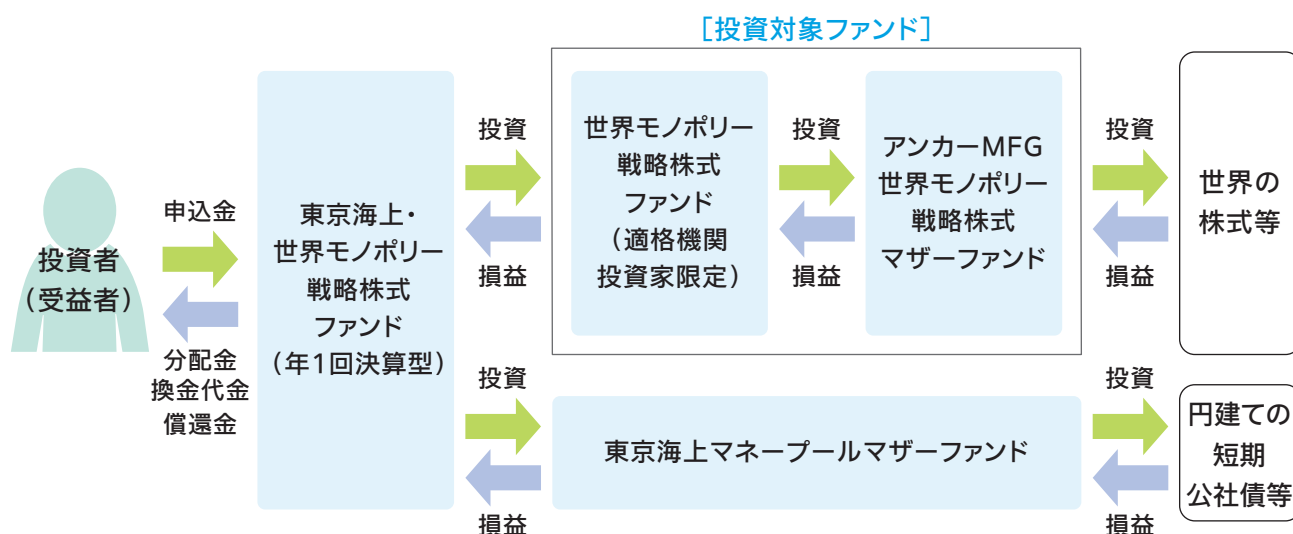 ［投資対象ファンド］
投資者
（受益者）
申込金
分配金
換金代金
償還金
東京海上・
世界モノポリー
戦略株式
ファンド
（年1回決算型）
投資
損益
世界モノポリー
戦略株式
ファンド
（適格機関
投資家限定）
投資
損益
アンカーMFG
世界モノポリー
戦略株式
マザーファンド
投資
損益
世界の
株式等
投資
損益
東京海上マネープールマザーファンド
投資
損益
円建ての
短期
公社債等